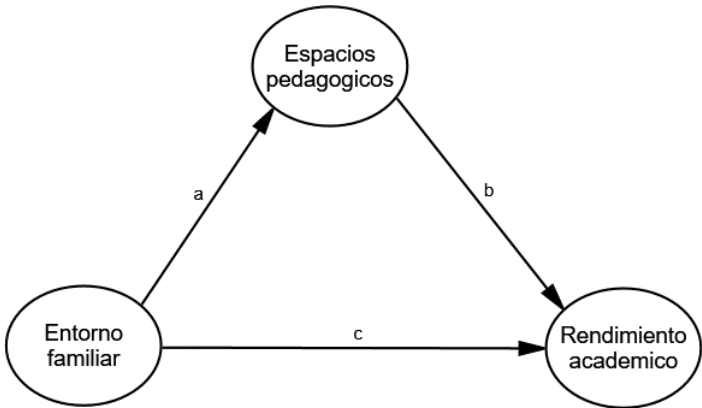 Espacios
pedagogicos
a
b
Entorno
familiar
c
Rendimiento
academico